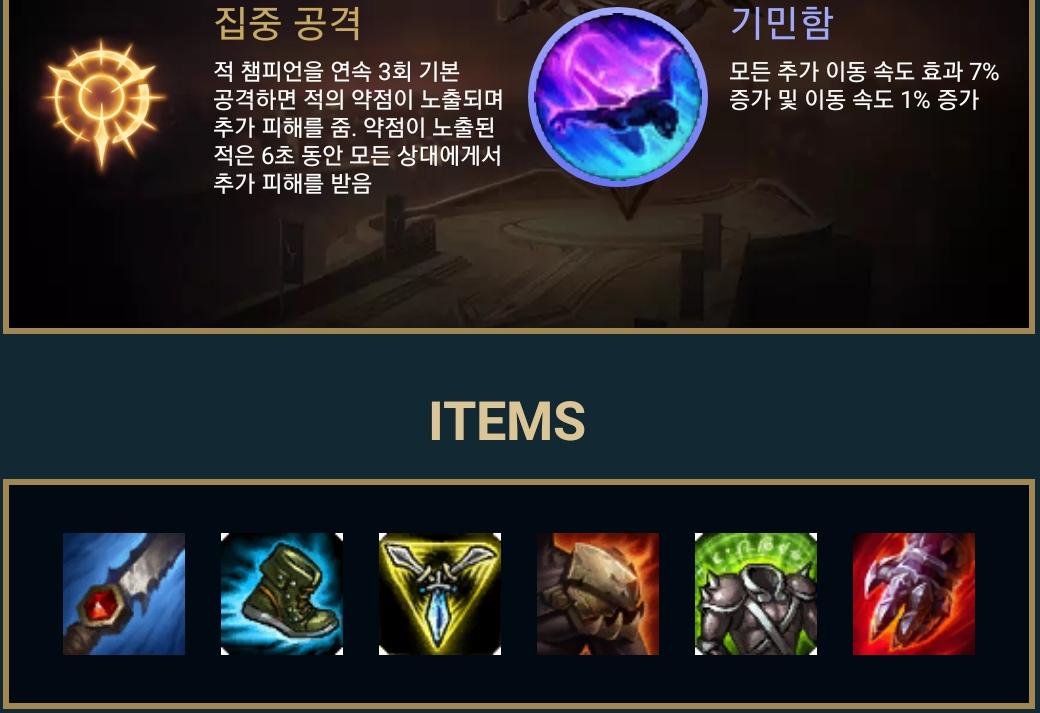 집중 공격
적 챔피언을 연속 3회 기본
공격하면 적의 약점이 노출되며
추가 피해를 줌. 약점이 노출된
적은 6초 동안 모든 상대에게서
추가 피해를 받음
기민함
모든 추가 이동 속도 효과 7%
증가 및 이동 속도 1% 증가
ITEMS